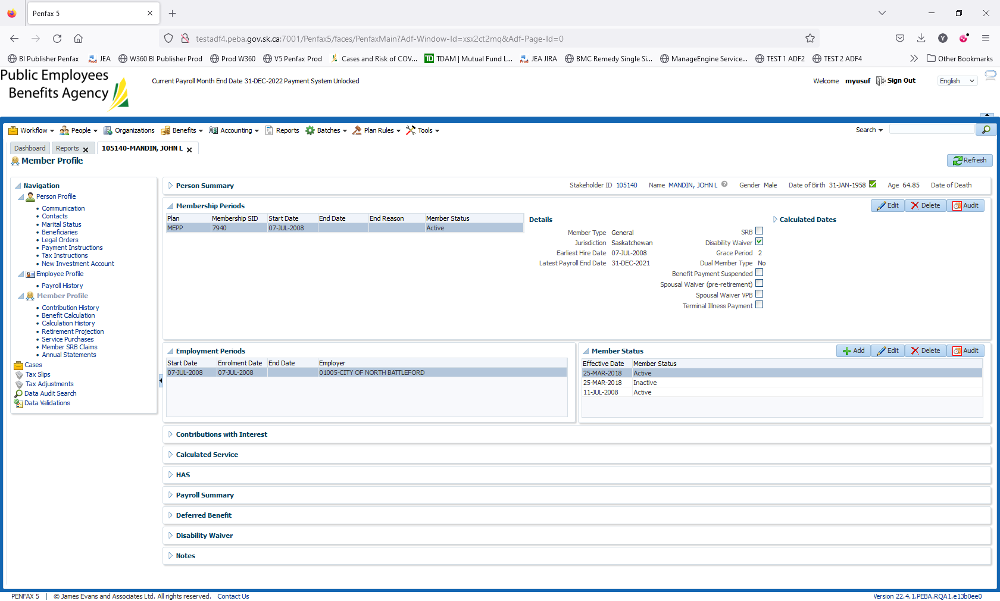 Penfax 5
testadf4.peba.gov.sk.ca:7001/Penfax5/faces/PenfaxMain?Adf-Window-Id=xsx2ct2mq&Adf-Page-Id=0
BI Publisher Penfax JEA W360 BI Publisher Prod Prod W360 V5 Penfax Prod Cases and Risk of COV... TD TDAM | Mutual Fund L... JEA JIRA BMC Remedy Single Si... ManageEngine Service... TEST 1 ADF2 TEST 2 ADF4 Other Bookmarks
Public Employees
Benefits Agency
Current Payroll Month End Date 31-DEC-2022 Payment System Unlocked
Welcome myusuf Sign Out English
Workflow People Organizations Benefits Accounting Reports Batches Plan Rules Tools Search
Dashboard Reports 105140-MANDIN, JOHN L
Member Profile
Refresh
Navigation
Person Profile
Communication
Contacts
Marital Status
Beneficiaries
Legal Orders
Payment Instructions
Tax Instructions
New Investment Account
Employee Profile
Payroll History
Member Profile
Contribution History
Benefit Calculation
Calculation History
Retirement Projection
Service Purchases
Member SRB Claims
Annual Statements
Cases
Tax Slips
Tax Adjustments
Data Audit Search
Data Validations
Person Summary Stakeholder ID 105140 Name MANDIN, JOHN L Gender Male Date of Birth 31-JAN-1958 Age 64.85 Date of Death
Membership Periods Edit Delete Audit
Plan Membership SID Start Date End Date End Reason Member Status
MEPP 7940 07-JUL-2008 Active
Details
Member Type General
Jurisdiction Saskatchewan
Earliest Hire Date 07-JUL-2008
Latest Payroll End Date 31-DEC-2021
SRB
Disability Waiver
Grace Period 2
Dual Member Type No
Benefit Payment Suspended
Spousal Waiver (pre-retirement)
Spousal Waiver VPB
Terminal Illness Payment
Calculated Dates
Employment Periods
Start Date Enrolment Date End Date Employer
07-JUL-2008 07-JUL-2008 01005-CITY OF NORTH BATTLEFORD
Member Status Add Edit Delete Audit
Effective Date Member Status
25-MAR-2018 Active
25-MAR-2018 Inactive
11-JUL-2008 Active
Contributions with Interest
Calculated Service
HAS
Payroll Summary
Deferred Benefit
Disability Waiver
Notes
PENFAX 5 | © James Evans and Associates Ltd. All rights reserved. Contact Us
Version 22.4.1.PEBA.RQA1.e13b0ee0